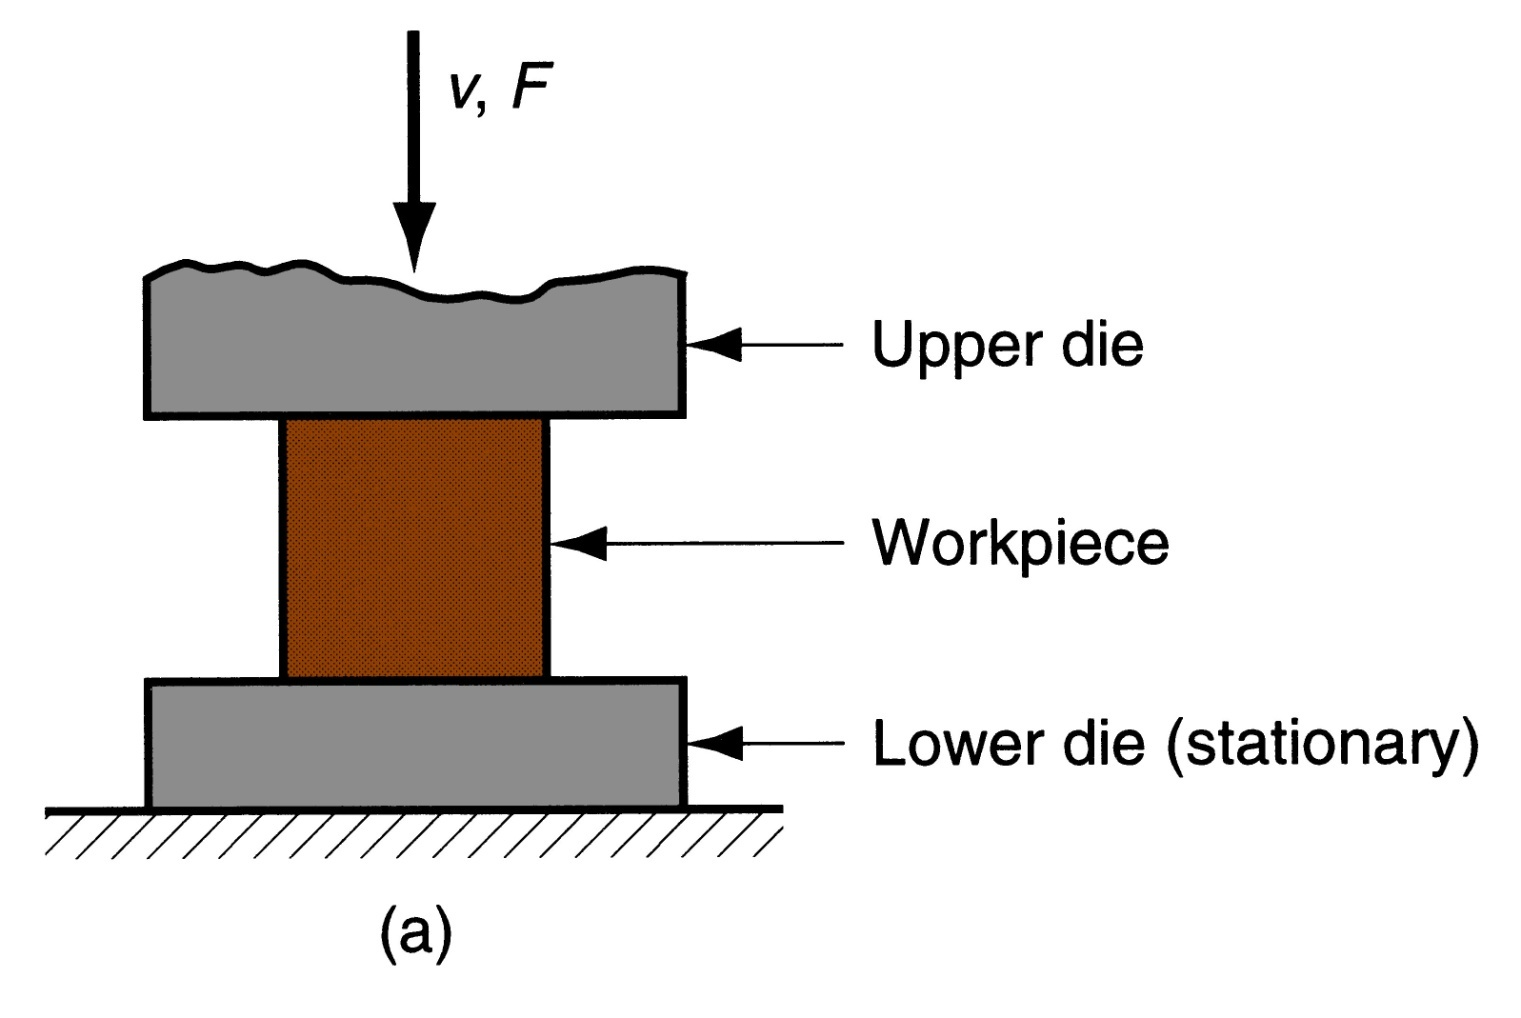 v, F
Upper die
Workpiece
Lower die (stationary)
(a)